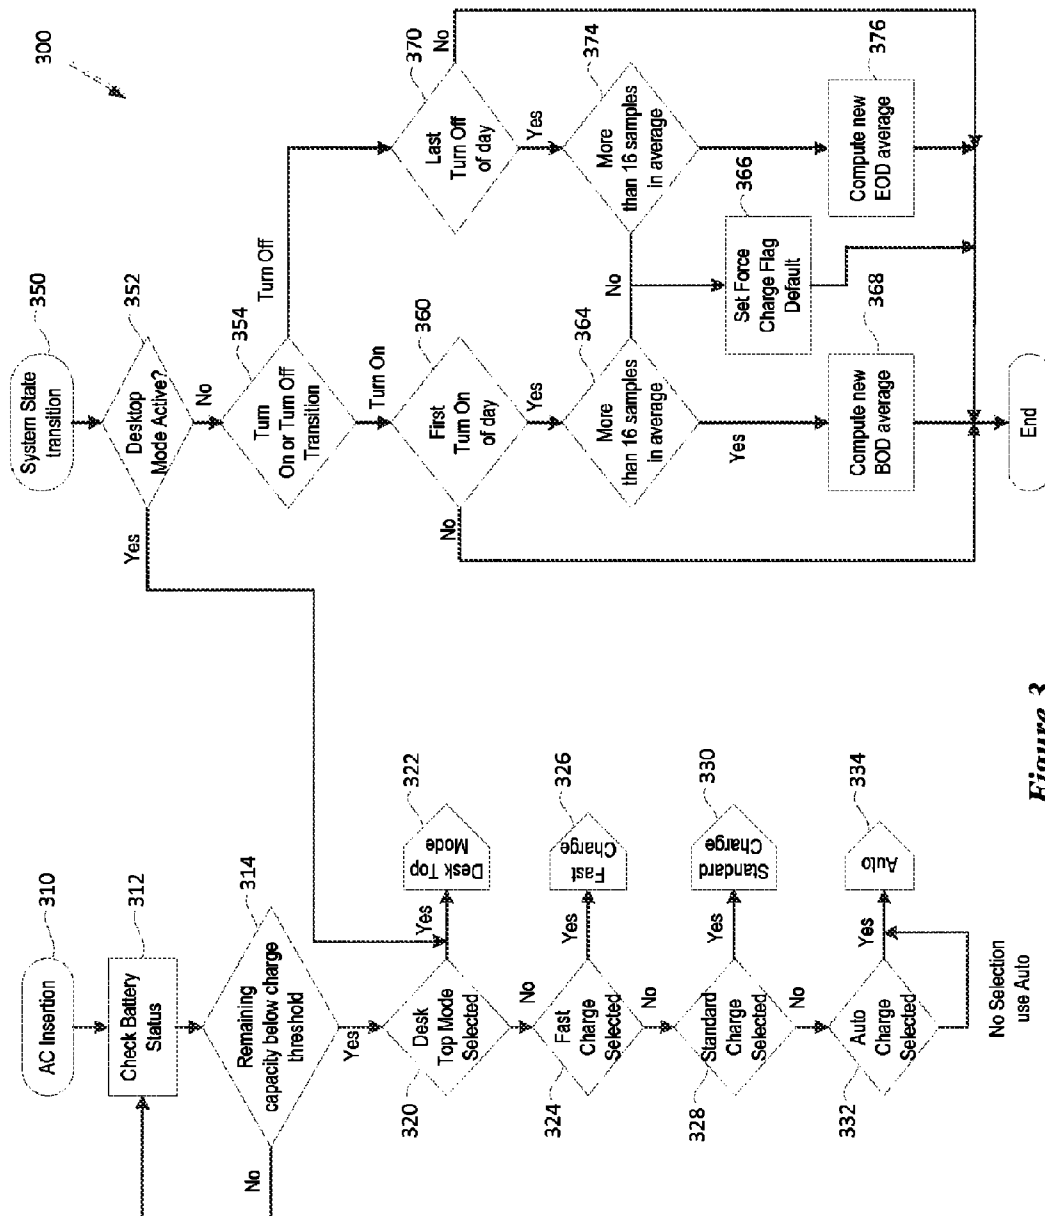 300
AC Insertion
310
Check Battery
Status
312
Remaining
capacity below charge
threshold
314
No
Yes
Desk
Top Mode
Selected
320
Yes
Desk Top
Mode
322
No
Fast
Charge
Selected
324
Yes
Fast
Charge
326
No
Standard
Charge
Selected
328
Yes
Standard
Charge
330
No
Auto
Charge
Selected
332
Yes
Auto
334
No Selection
use Auto
System State
transition
350
Desktop
Mode Active?
352
Yes
No
Turn
On or Turn Off
Transition
354
Turn Off
Turn On
First
Turn On
of day
360
No
Yes
Last
Turn Off
of day
370
No
Yes
More
than 16 samples
in average
364
No
More
than 16 samples
in average
374
Set Force
Charge Flag
Default
366
Yes
Compute new
BOD average
368
Compute new
EOD average
376
End
Figure 3